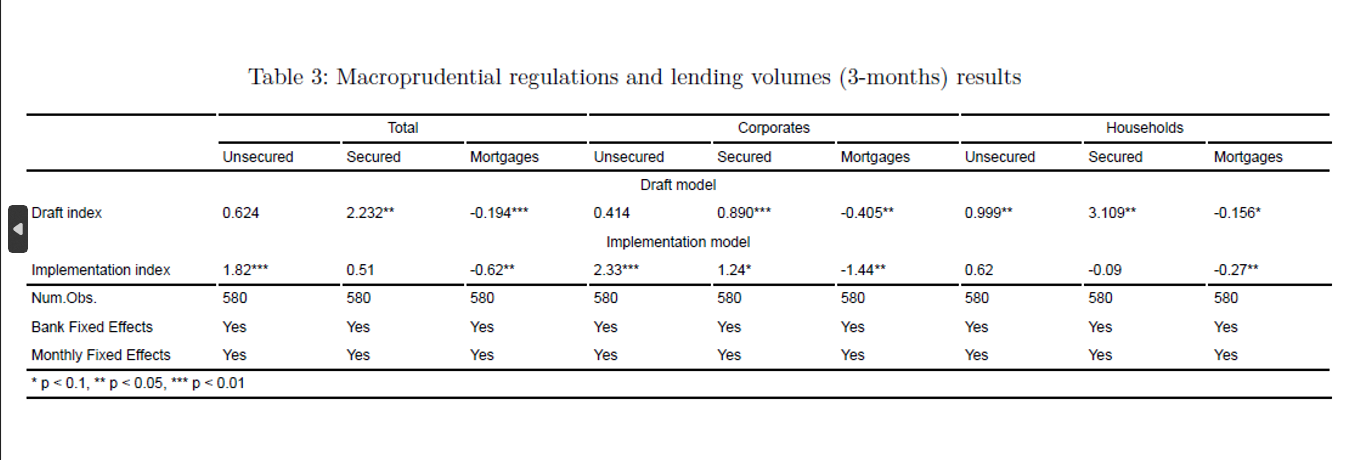 Table 3: Macroprudential regulations and lending volumes (3-months) results
Total Corporates Households
Unsecured Secured Mortgages Unsecured Secured Mortgages Unsecured Secured Mortgages
Draft model
Draft index 0.624 2.232** -0.194*** 0.414 0.890*** -0.405** 0.999** 3.109** -0.156*
Implementation model
Implementation index 1.82*** 0.51 -0.62** 2.33*** 1.24* -1.44** 0.62 -0.09 -0.27**
Num.Obs. 580 580 580 580 580 580 580 580 580
Bank Fixed Effects Yes Yes Yes Yes Yes Yes Yes Yes Yes
Monthly Fixed Effects Yes Yes Yes Yes Yes Yes Yes Yes Yes
* p < 0.1, ** p < 0.05, *** p < 0.01